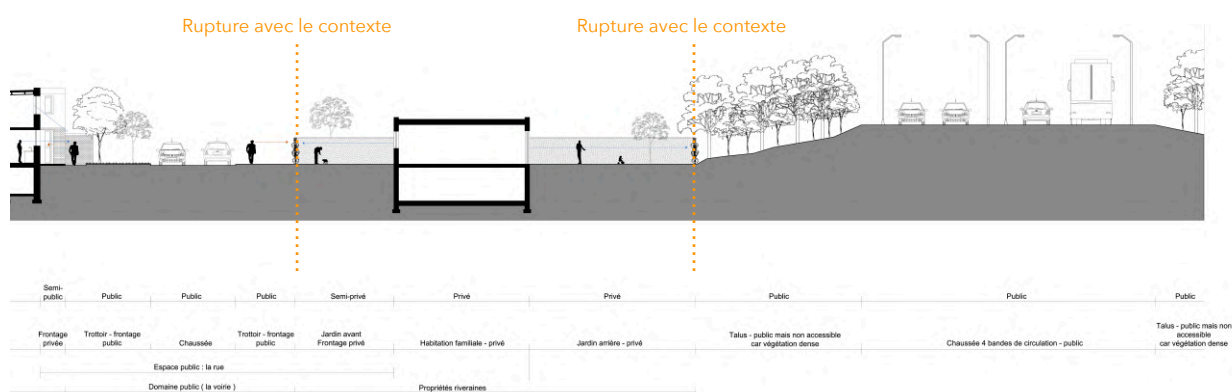 Rupture avec le contexte
Rupture avec le contexte
Semi-
public
Public
Public
Public
Semi-privé
Privé
Privé
Public
Public
Public
Frontage
privée
Trottoir - frontage
public
Chaussée
Trottoir - frontage
public
Jardin avant
Frontage privé
Habitation familiale - privé
Jardin arrière - privé
Talus - public mais non accessible
car végétation dense
Chaussée 4 bandes de circulation - public
Talus - public mais non
accessible
car végétation dense
Espace public : la rue
Domaine public ( la voirie )
Propriétés riveraines